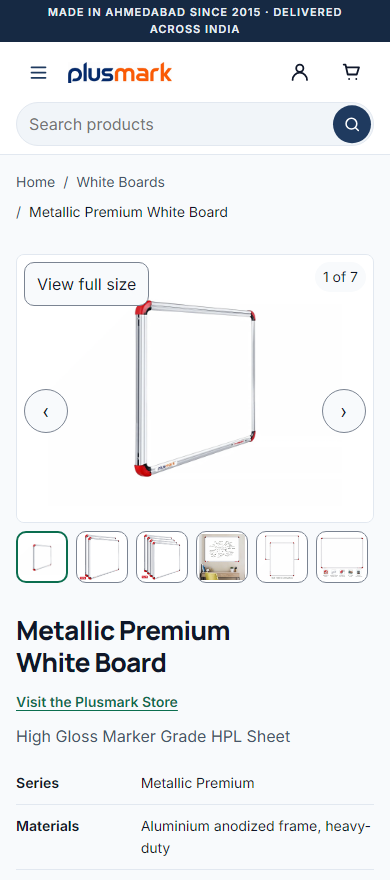 MADE IN AHMEDABAD SINCE 2015 · DELIVERED
ACROSS INDIA
plusmark
Search products
Home / White Boards
/ Metallic Premium White Board
View full size
1 of 7
‹
›
Metallic Premium
White Board
Visit the Plusmark Store
High Gloss Marker Grade HPL Sheet
Series Metallic Premium
Materials Aluminium anodized frame, heavy-
duty